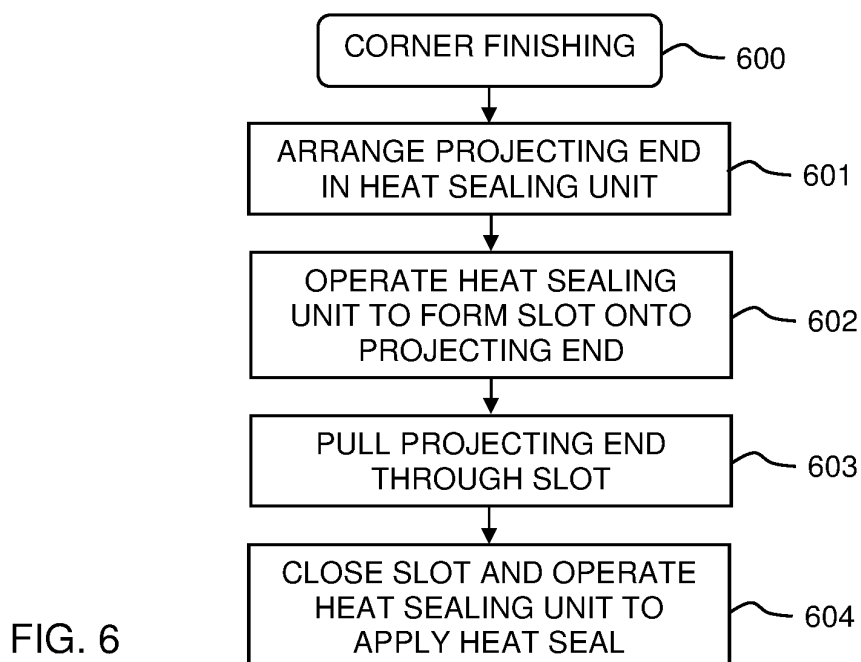 CORNER FINISHING
600
ARRANGE PROJECTING END
IN HEAT SEALING UNIT
601
OPERATE HEAT SEALING
UNIT TO FORM SLOT ONTO
PROJECTING END
602
PULL PROJECTING END
THROUGH SLOT
603
CLOSE SLOT AND OPERATE
HEAT SEALING UNIT TO
APPLY HEAT SEAL
604
FIG. 6